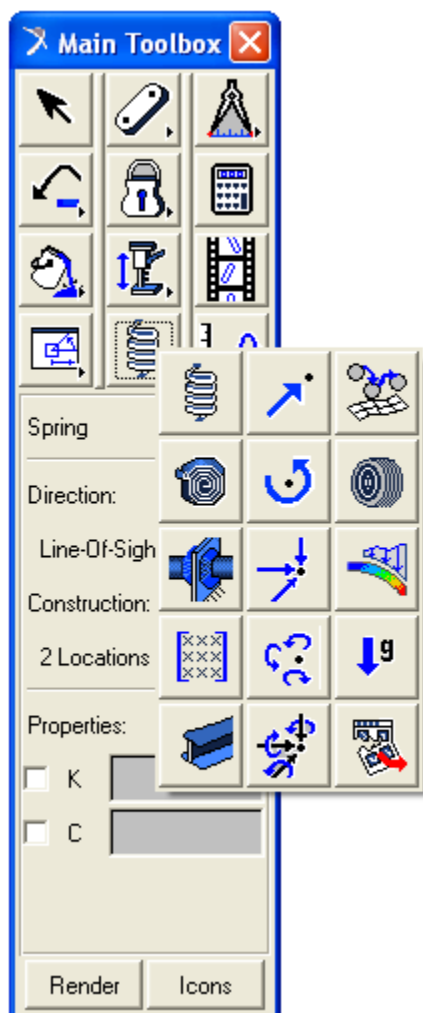 Main Toolbox
Spring
Direction:
Line-Of-Sigh
Construction:
2 Locations
Properties:
K
C
g
Render
Icons